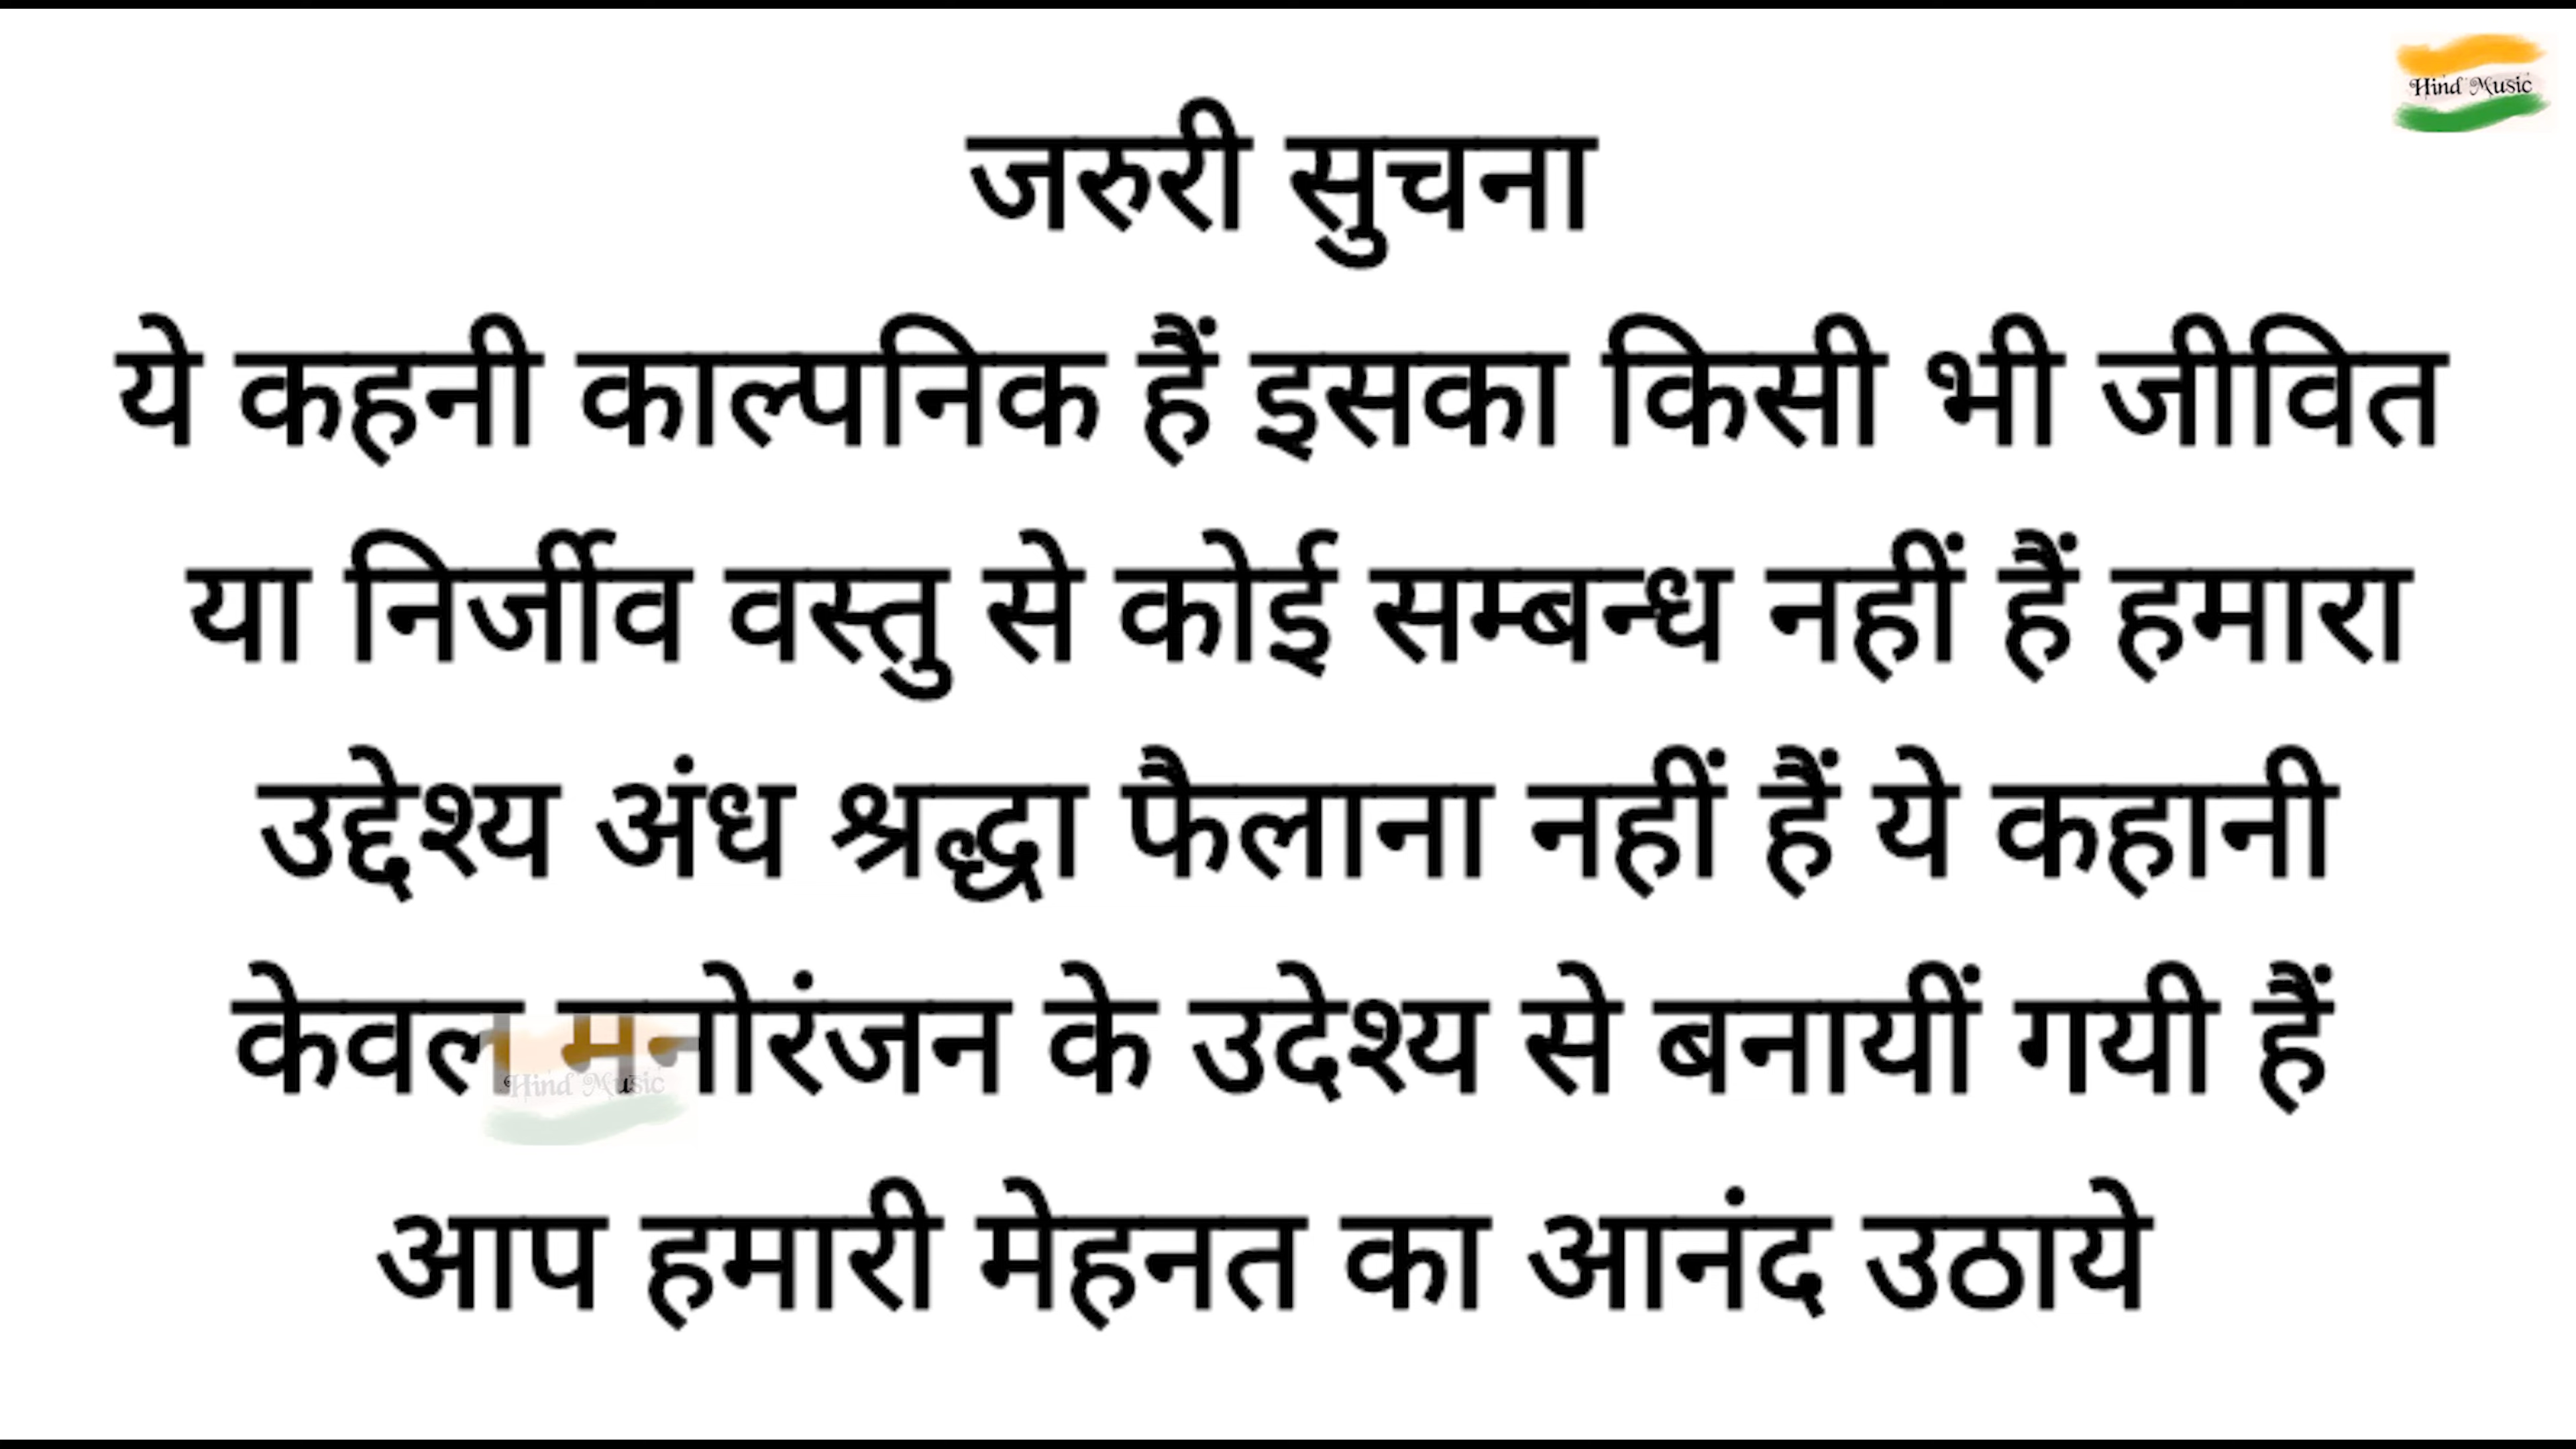 Hind Music
जरुरी सुचना
ये कहनी काल्पनिक हैं इसका किसी भी जीवित
या निर्जीव वस्तु से कोई सम्बन्ध नहीं हैं हमारा
उद्देश्य अंध श्रद्धा फैलाना नहीं हैं ये कहानी
केवल मनोरंजन के उदेश्य से बनायीं गयी हैं
Hind Music
आप हमारी मेहनत का आनंद उठाये